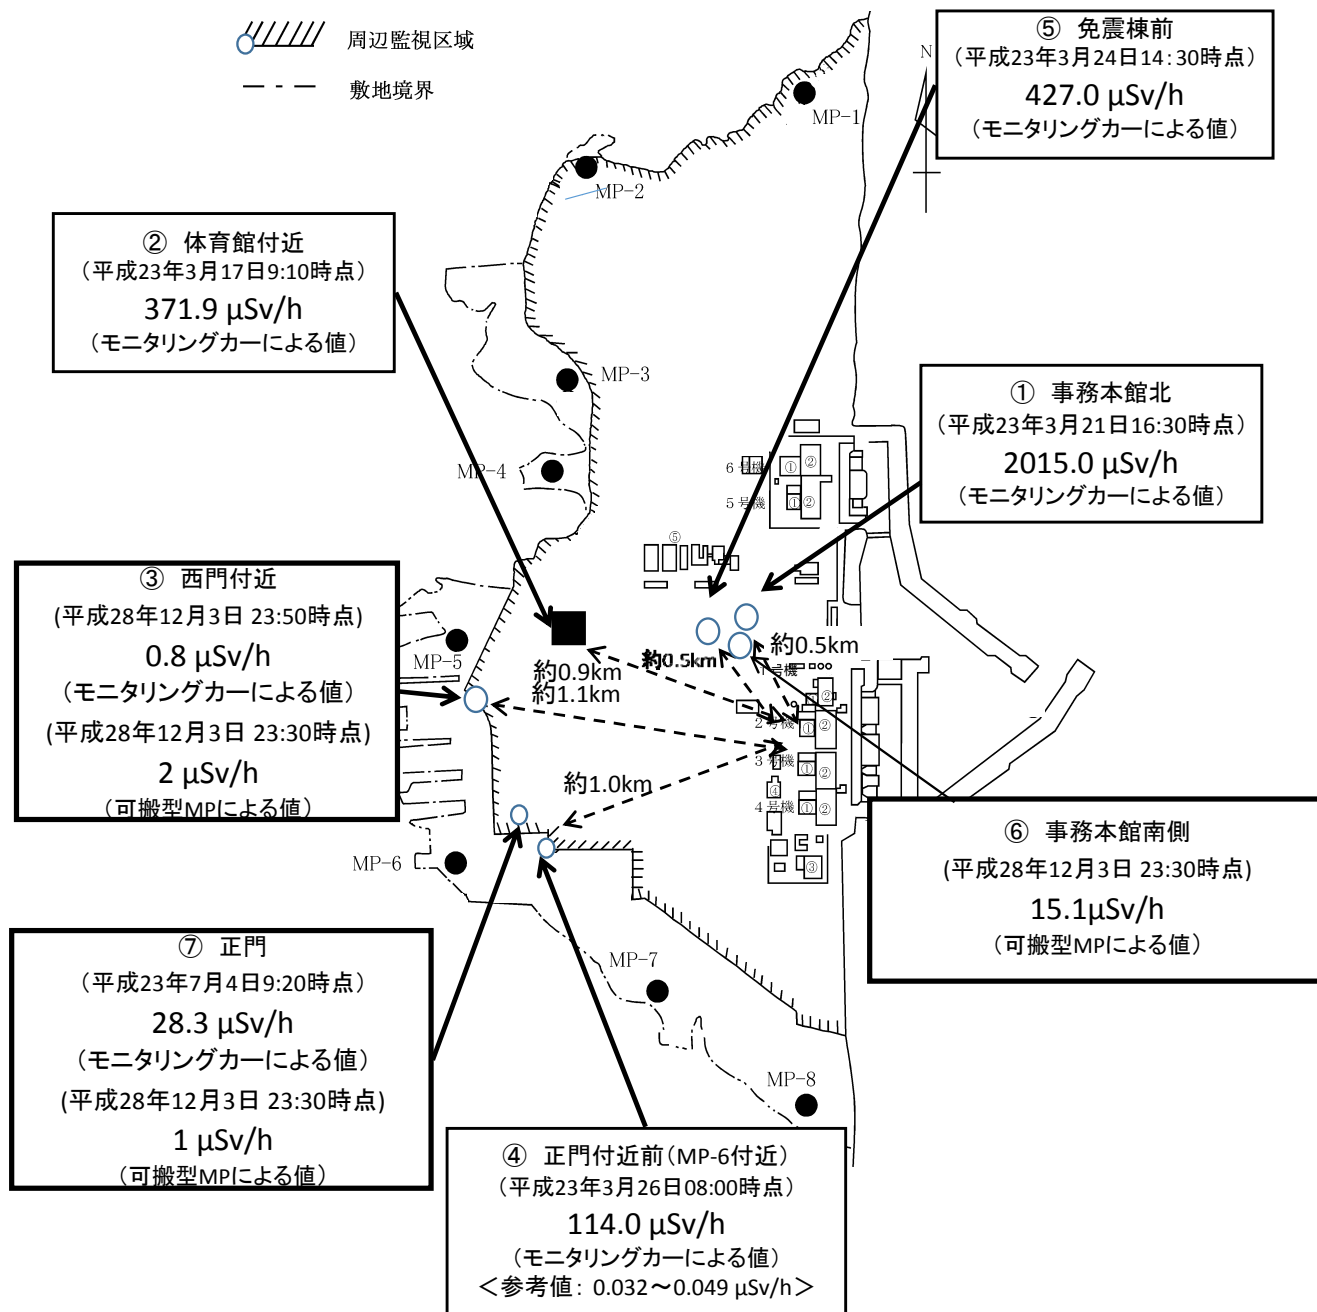 周辺監視区域
敷地境界
⑤ 免震棟前
（平成23年3月24日14:30時点）
427.0 μSv/h
（モニタリングカーによる値）
N
MP-1
MP-2
② 体育館付近
（平成23年3月17日9:10時点）
371.9 μSv/h
（モニタリングカーによる値）
MP-3
① 事務本館北
（平成23年3月21日16:30時点）
2015.0 μSv/h
（モニタリングカーによる値）
MP-4
6号機
①
②
5号機
①
②
⑤
③ 西門付近
(平成28年12月3日 23:50時点)
0.8 μSv/h
（モニタリングカーによる値）
(平成28年12月3日 23:30時点)
2 μSv/h
（可搬型MPによる値）
MP-5
約0.9km
約1.1km
約0.5km
約0.5km
1号機
②
2号機
①
②
3号機
①
②
④
4号機
①
②
③
約1.0km
MP-6
⑥ 事務本館南側
(平成28年12月3日 23:30時点)
15.1μSv/h
（可搬型MPによる値）
⑦ 正門
（平成23年7月4日9:20時点）
28.3 μSv/h
（モニタリングカーによる値）
(平成28年12月3日 23:30時点)
1 μSv/h
（可搬型MPによる値）
MP-7
MP-8
④ 正門付近前（MP-6付近）
（平成23年3月26日08:00時点）
114.0 μSv/h
（モニタリングカーによる値）
＜参考値：0.032～0.049 μSv/h＞